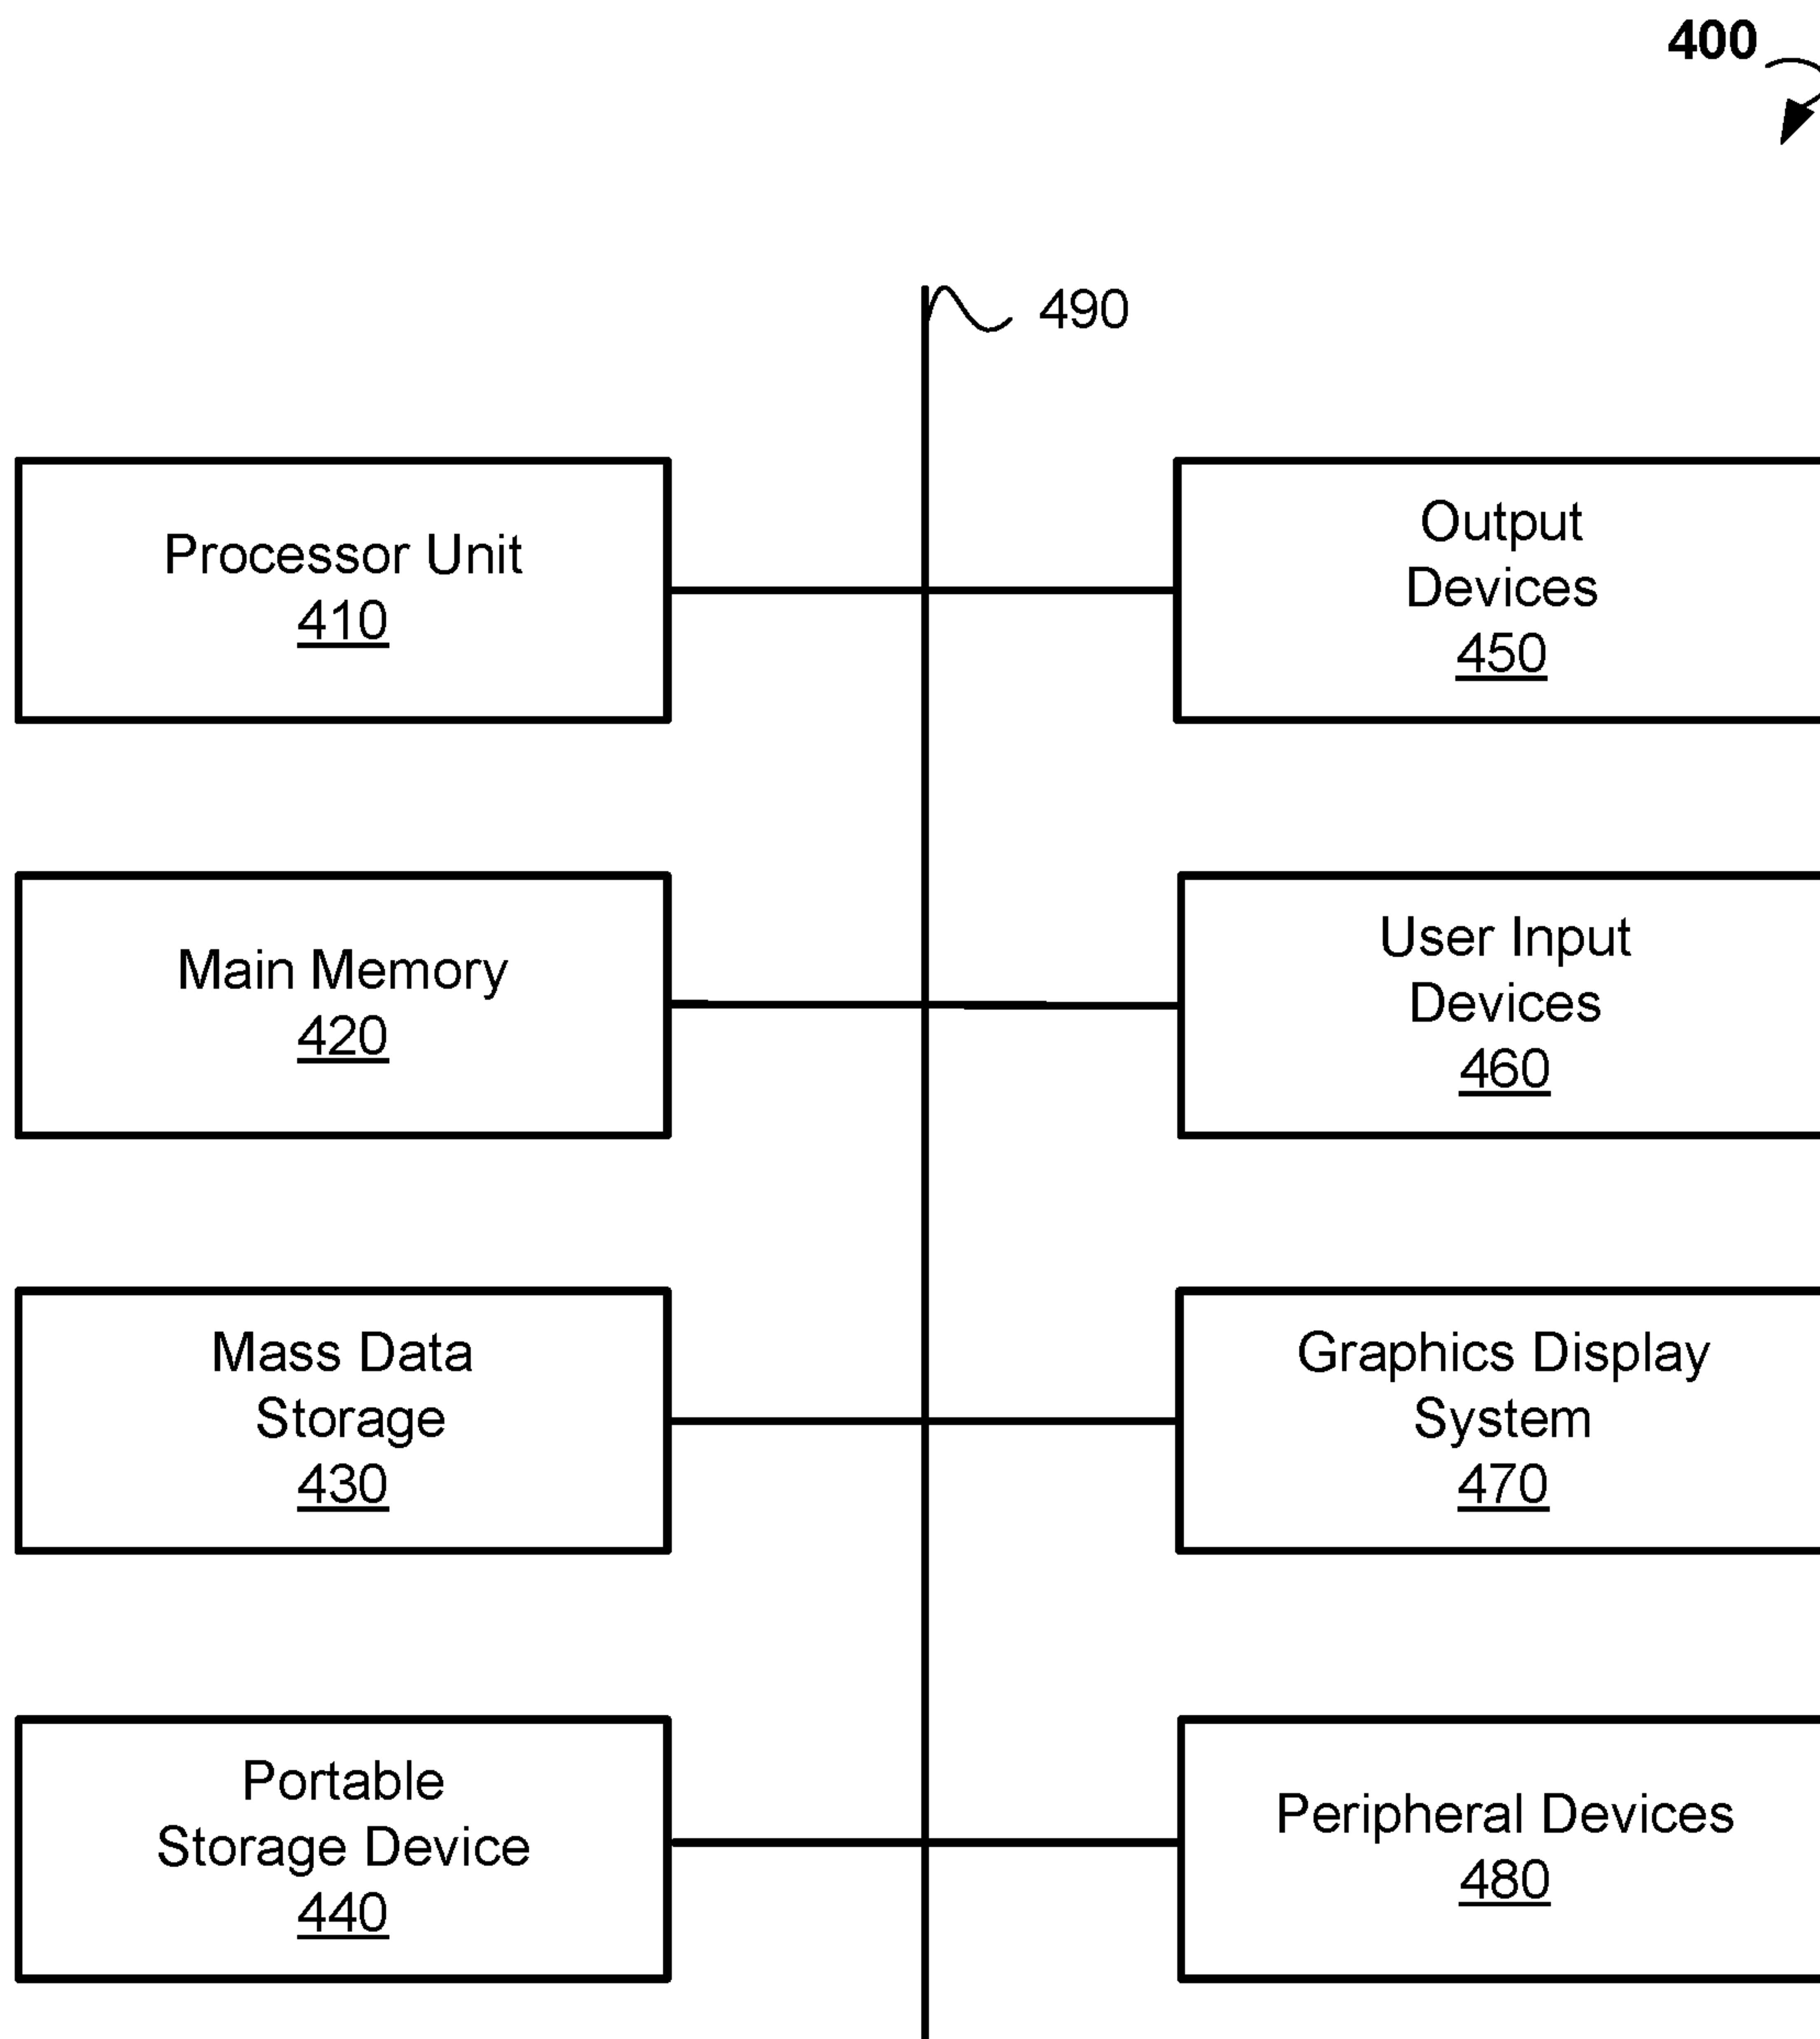 400
490
Processor Unit
410
Output
Devices
450
Main Memory
420
User Input
Devices
460
Mass Data
Storage
430
Graphics Display
System
470
Portable
Storage Device
440
Peripheral Devices
480